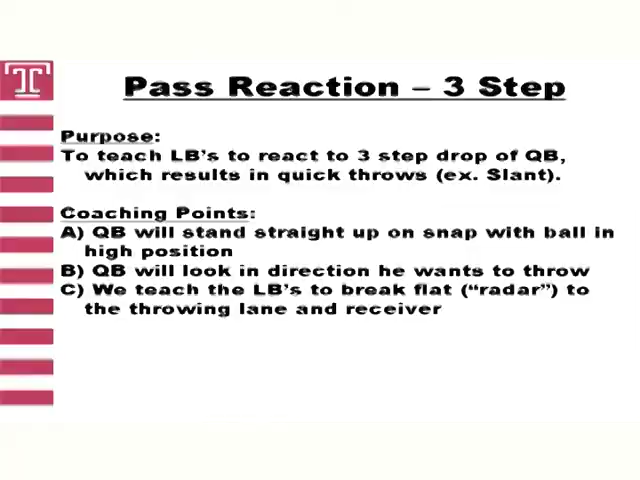 T
Pass Reaction – 3 Step
Purpose:
To teach LB's to react to 3 step drop of QB,
which results in quick throws (ex. Slant).
Coaching Points:
A) QB will stand straight up on snap with ball in
high position
B) QB will look in direction he wants to throw
C) We teach the LB's to break flat ("radar") to
the throwing lane and receiver